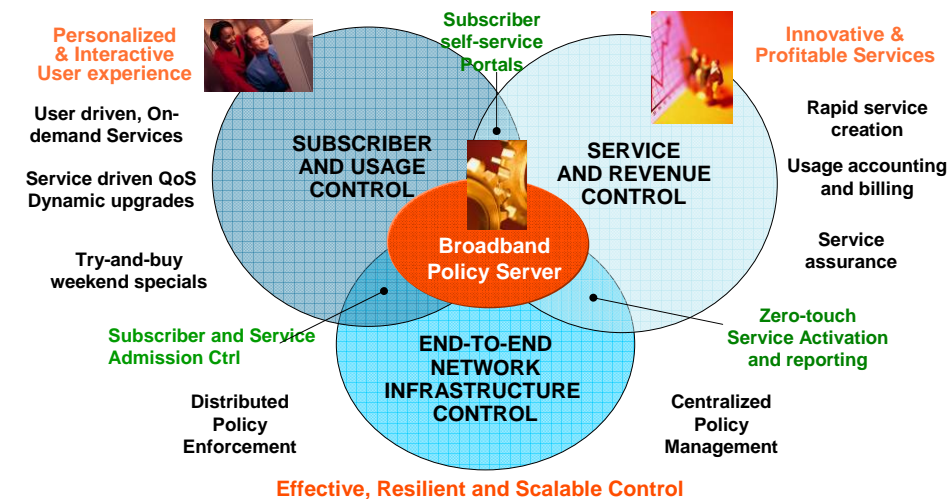 Personalized
& Interactive
User experience
User driven, On-
demand Services
Service driven QoS
Dynamic upgrades
Try-and-buy
weekend specials
Subscriber
self-service
Portals
Innovative &
Profitable Services
Rapid service
creation
Usage accounting
and billing
Service
assurance
SUBSCRIBER
AND USAGE
CONTROL
SERVICE
AND REVENUE
CONTROL
Broadband
Policy Server
Subscriber and Service
Admission Ctrl
Zero-touch
Service Activation
and reporting
END-TO-END
NETWORK
INFRASTRUCTURE
CONTROL
Distributed
Policy
Enforcement
Centralized
Policy
Management
Effective, Resilient and Scalable Control